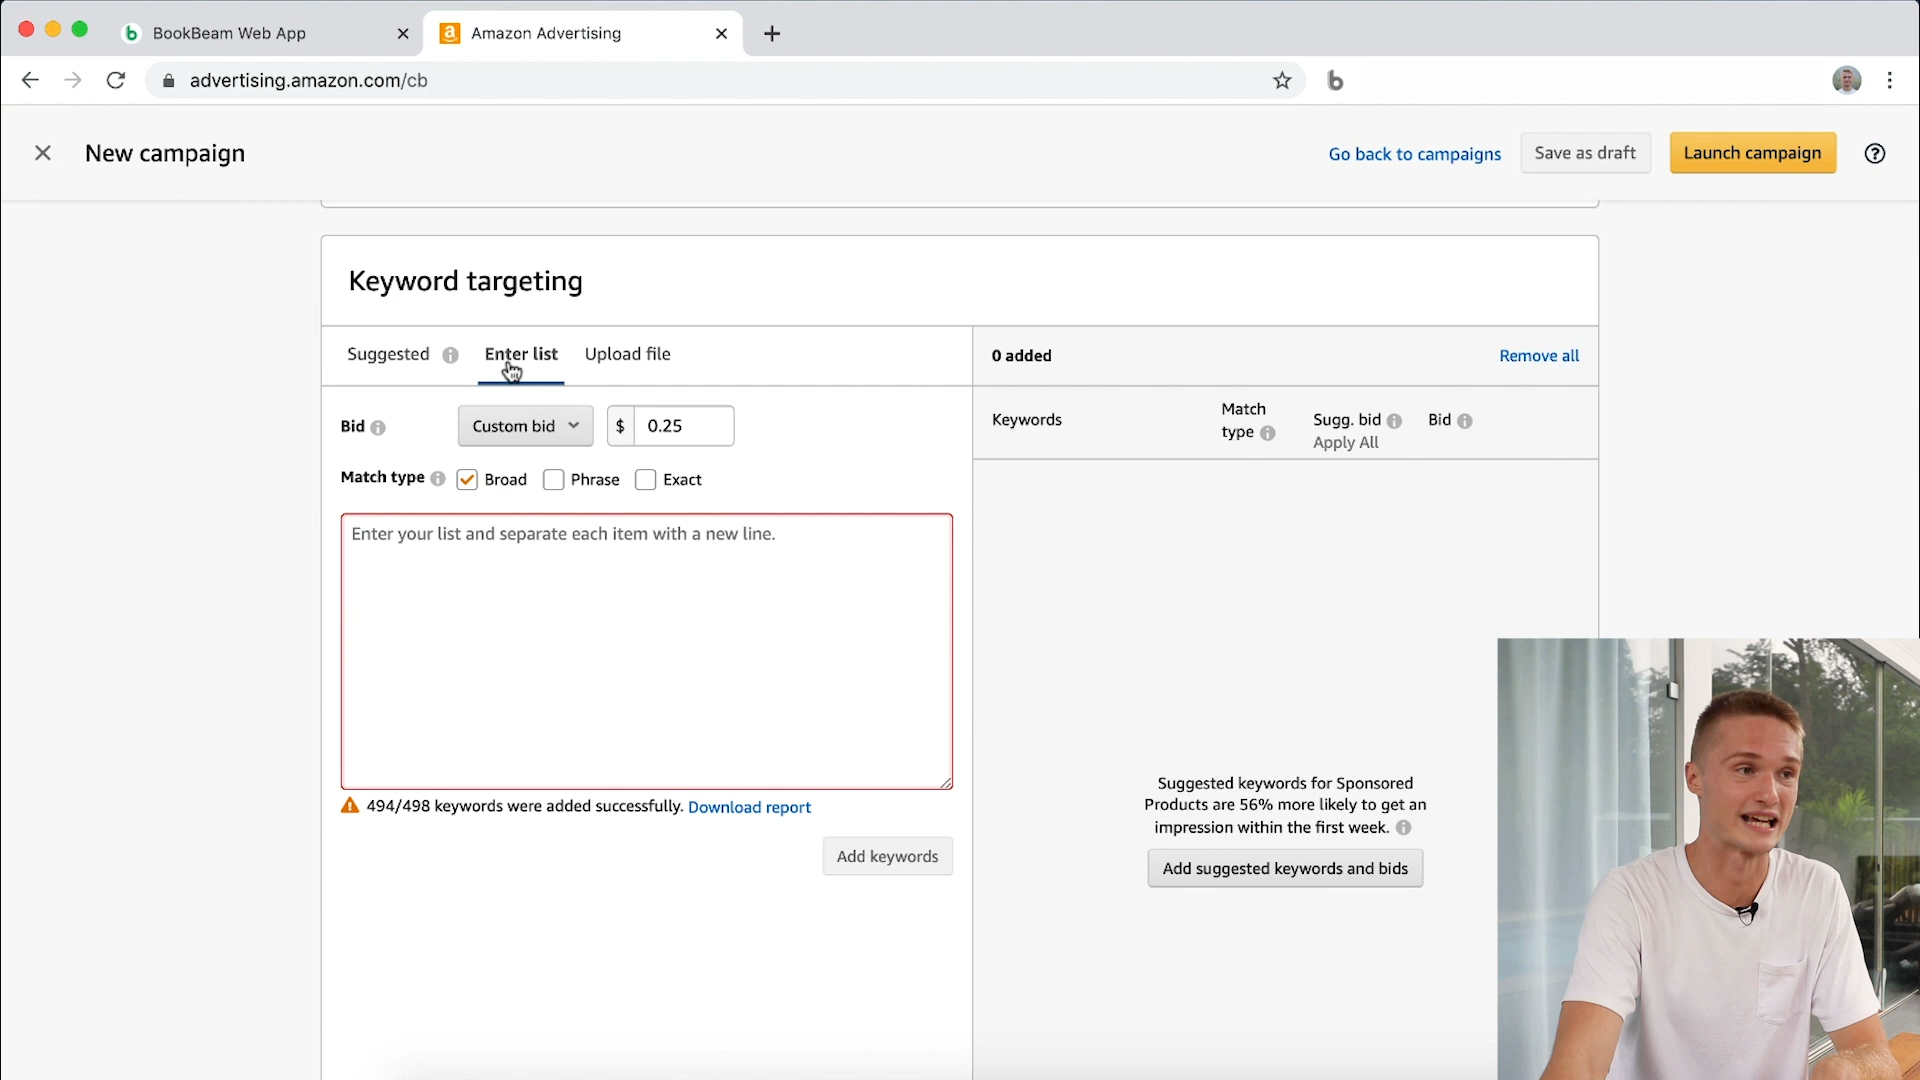 BookBeam Web App
Amazon Advertising
advertising.amazon.com/cb
New campaign
Go back to campaigns
Save as draft
Launch campaign
Keyword targeting
Suggested
Enter list
Upload file
0 added
Remove all
Bid
Custom bid
$
0.25
Keywords
Match type
Sugg. bid
Apply All
Bid
Match type
Broad
Phrase
Exact
Enter your list and separate each item with a new line.
494/498 keywords were added successfully. Download report
Add keywords
Suggested keywords for Sponsored
Products are 56% more likely to get an
impression within the first week.
Add suggested keywords and bids